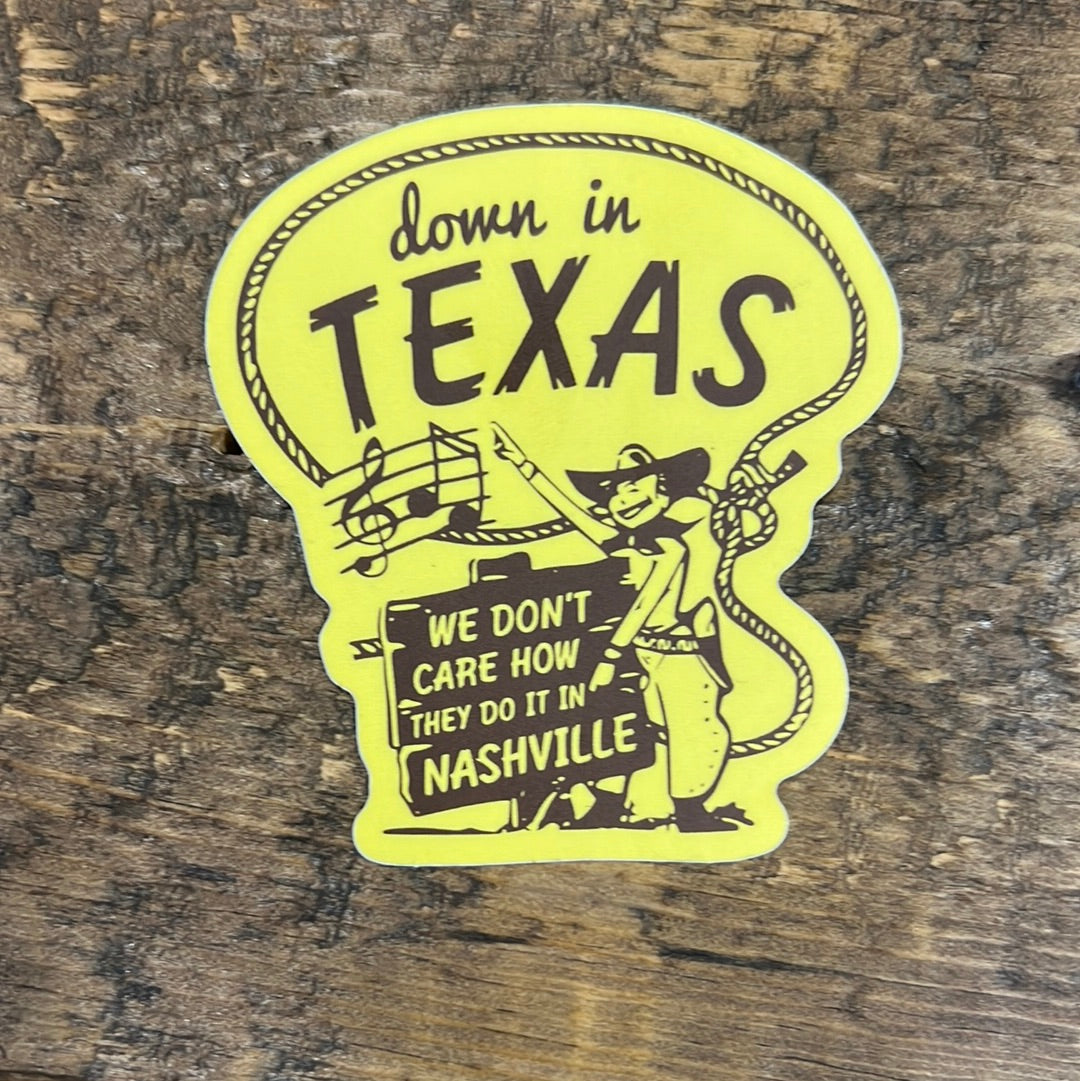 down in
TEXAS
WE DON'T
CARE HOW
THEY DO IT IN
NASHVILLE